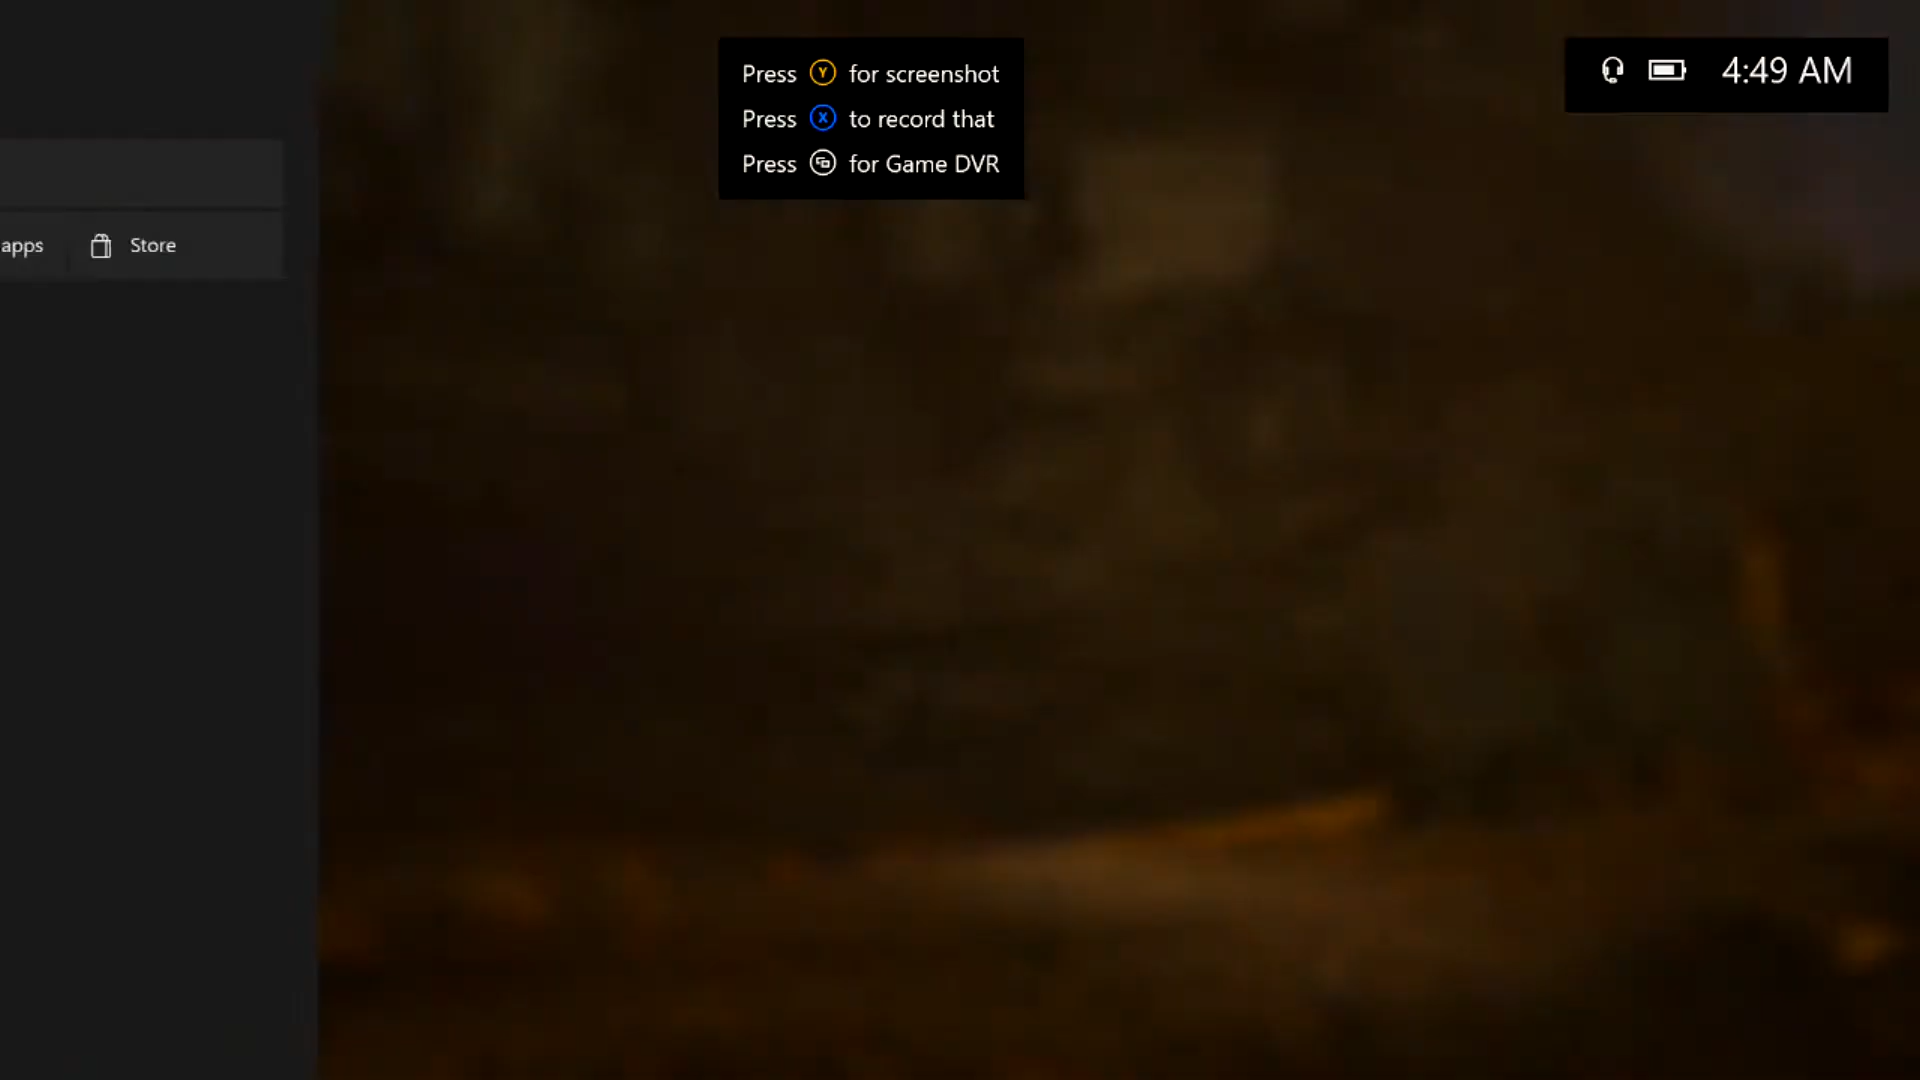 Press Y for screenshot
Press X to record that
Press for Game DVR
4:49 AM
apps
Store